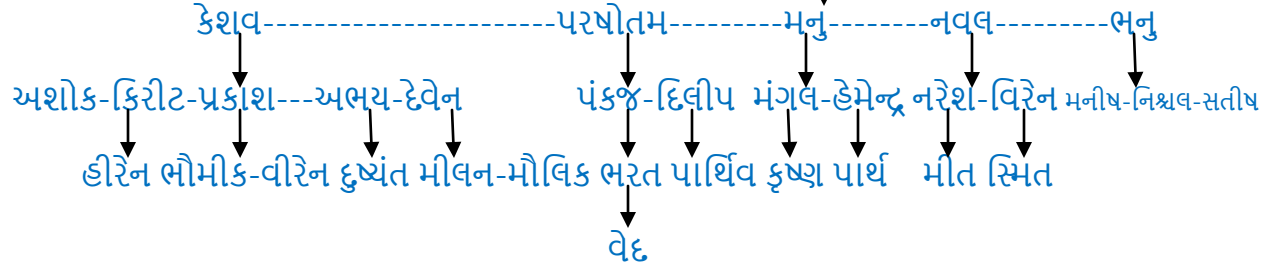 કેશવ-----------------------પરષોતમ---------મનુ--------નવલ---------ભનુ
અશોક-કિરીટ-પ્રકાશ---અભય-દેવેન પંકજ-દિલીપ મંગલ-હેમેન્દ્ર નરેશ-વિરેન મનીષ-નિશ્ચલ-સતીષ
હીરેન ભૌમીક-વીરેન દુષ્યંત મીલન-મૌલિક ભરત પાર્થિવ કૃષ્ણ પાર્થ મીત સ્મિત
વેદ